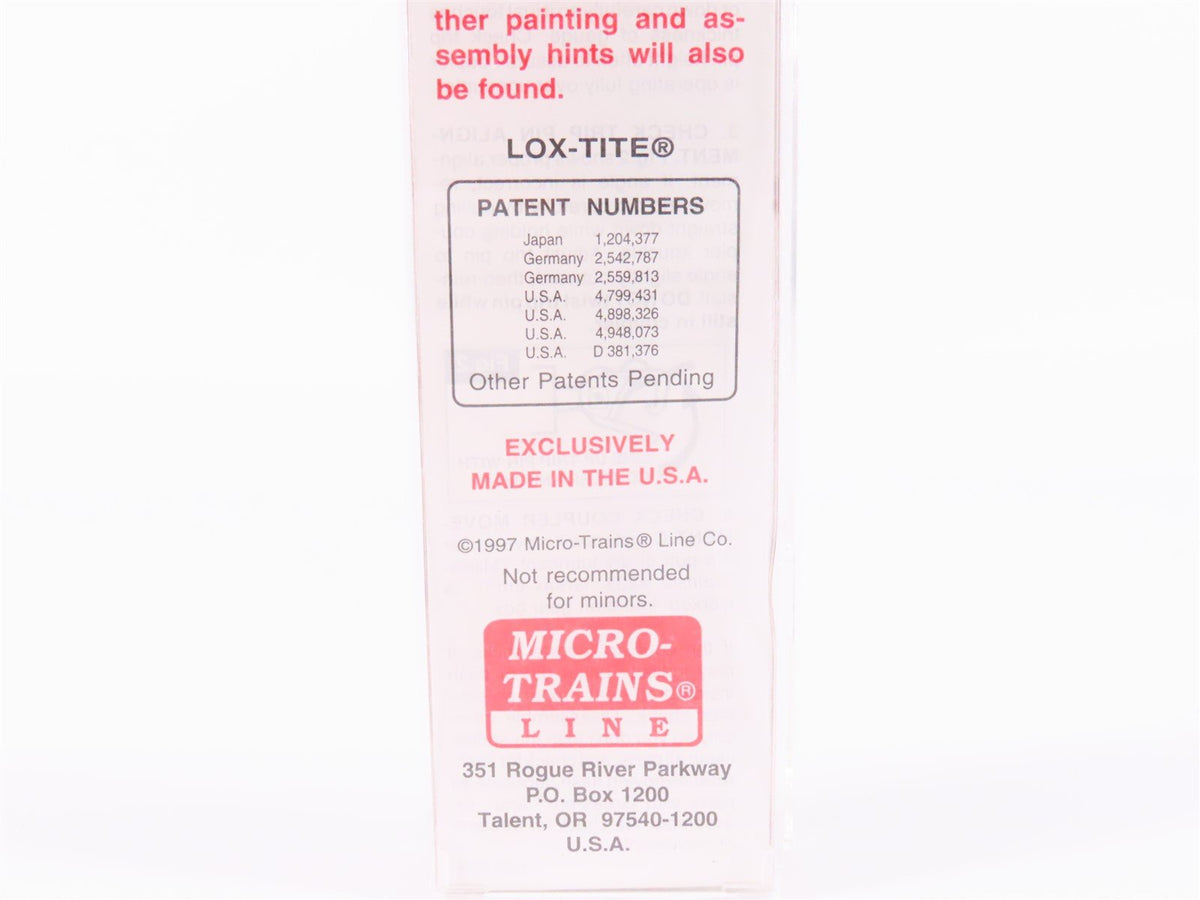 ther painting and as-
sembly hints will also
be found.
LOX-TITE®
PATENT NUMBERS
Japan 1,204,377
Germany 2,542,787
Germany 2,559,813
U.S.A. 4,799,431
U.S.A. 4,898,326
U.S.A. 4,948,073
U.S.A. D 381,376
Other Patents Pending
EXCLUSIVELY
MADE IN THE U.S.A.
©1997 Micro-Trains® Line Co.
Not recommended
for minors.
MICRO-
TRAINS®
LINE
351 Rogue River Parkway
P.O. Box 1200
Talent, OR 97540-1200
U.S.A.